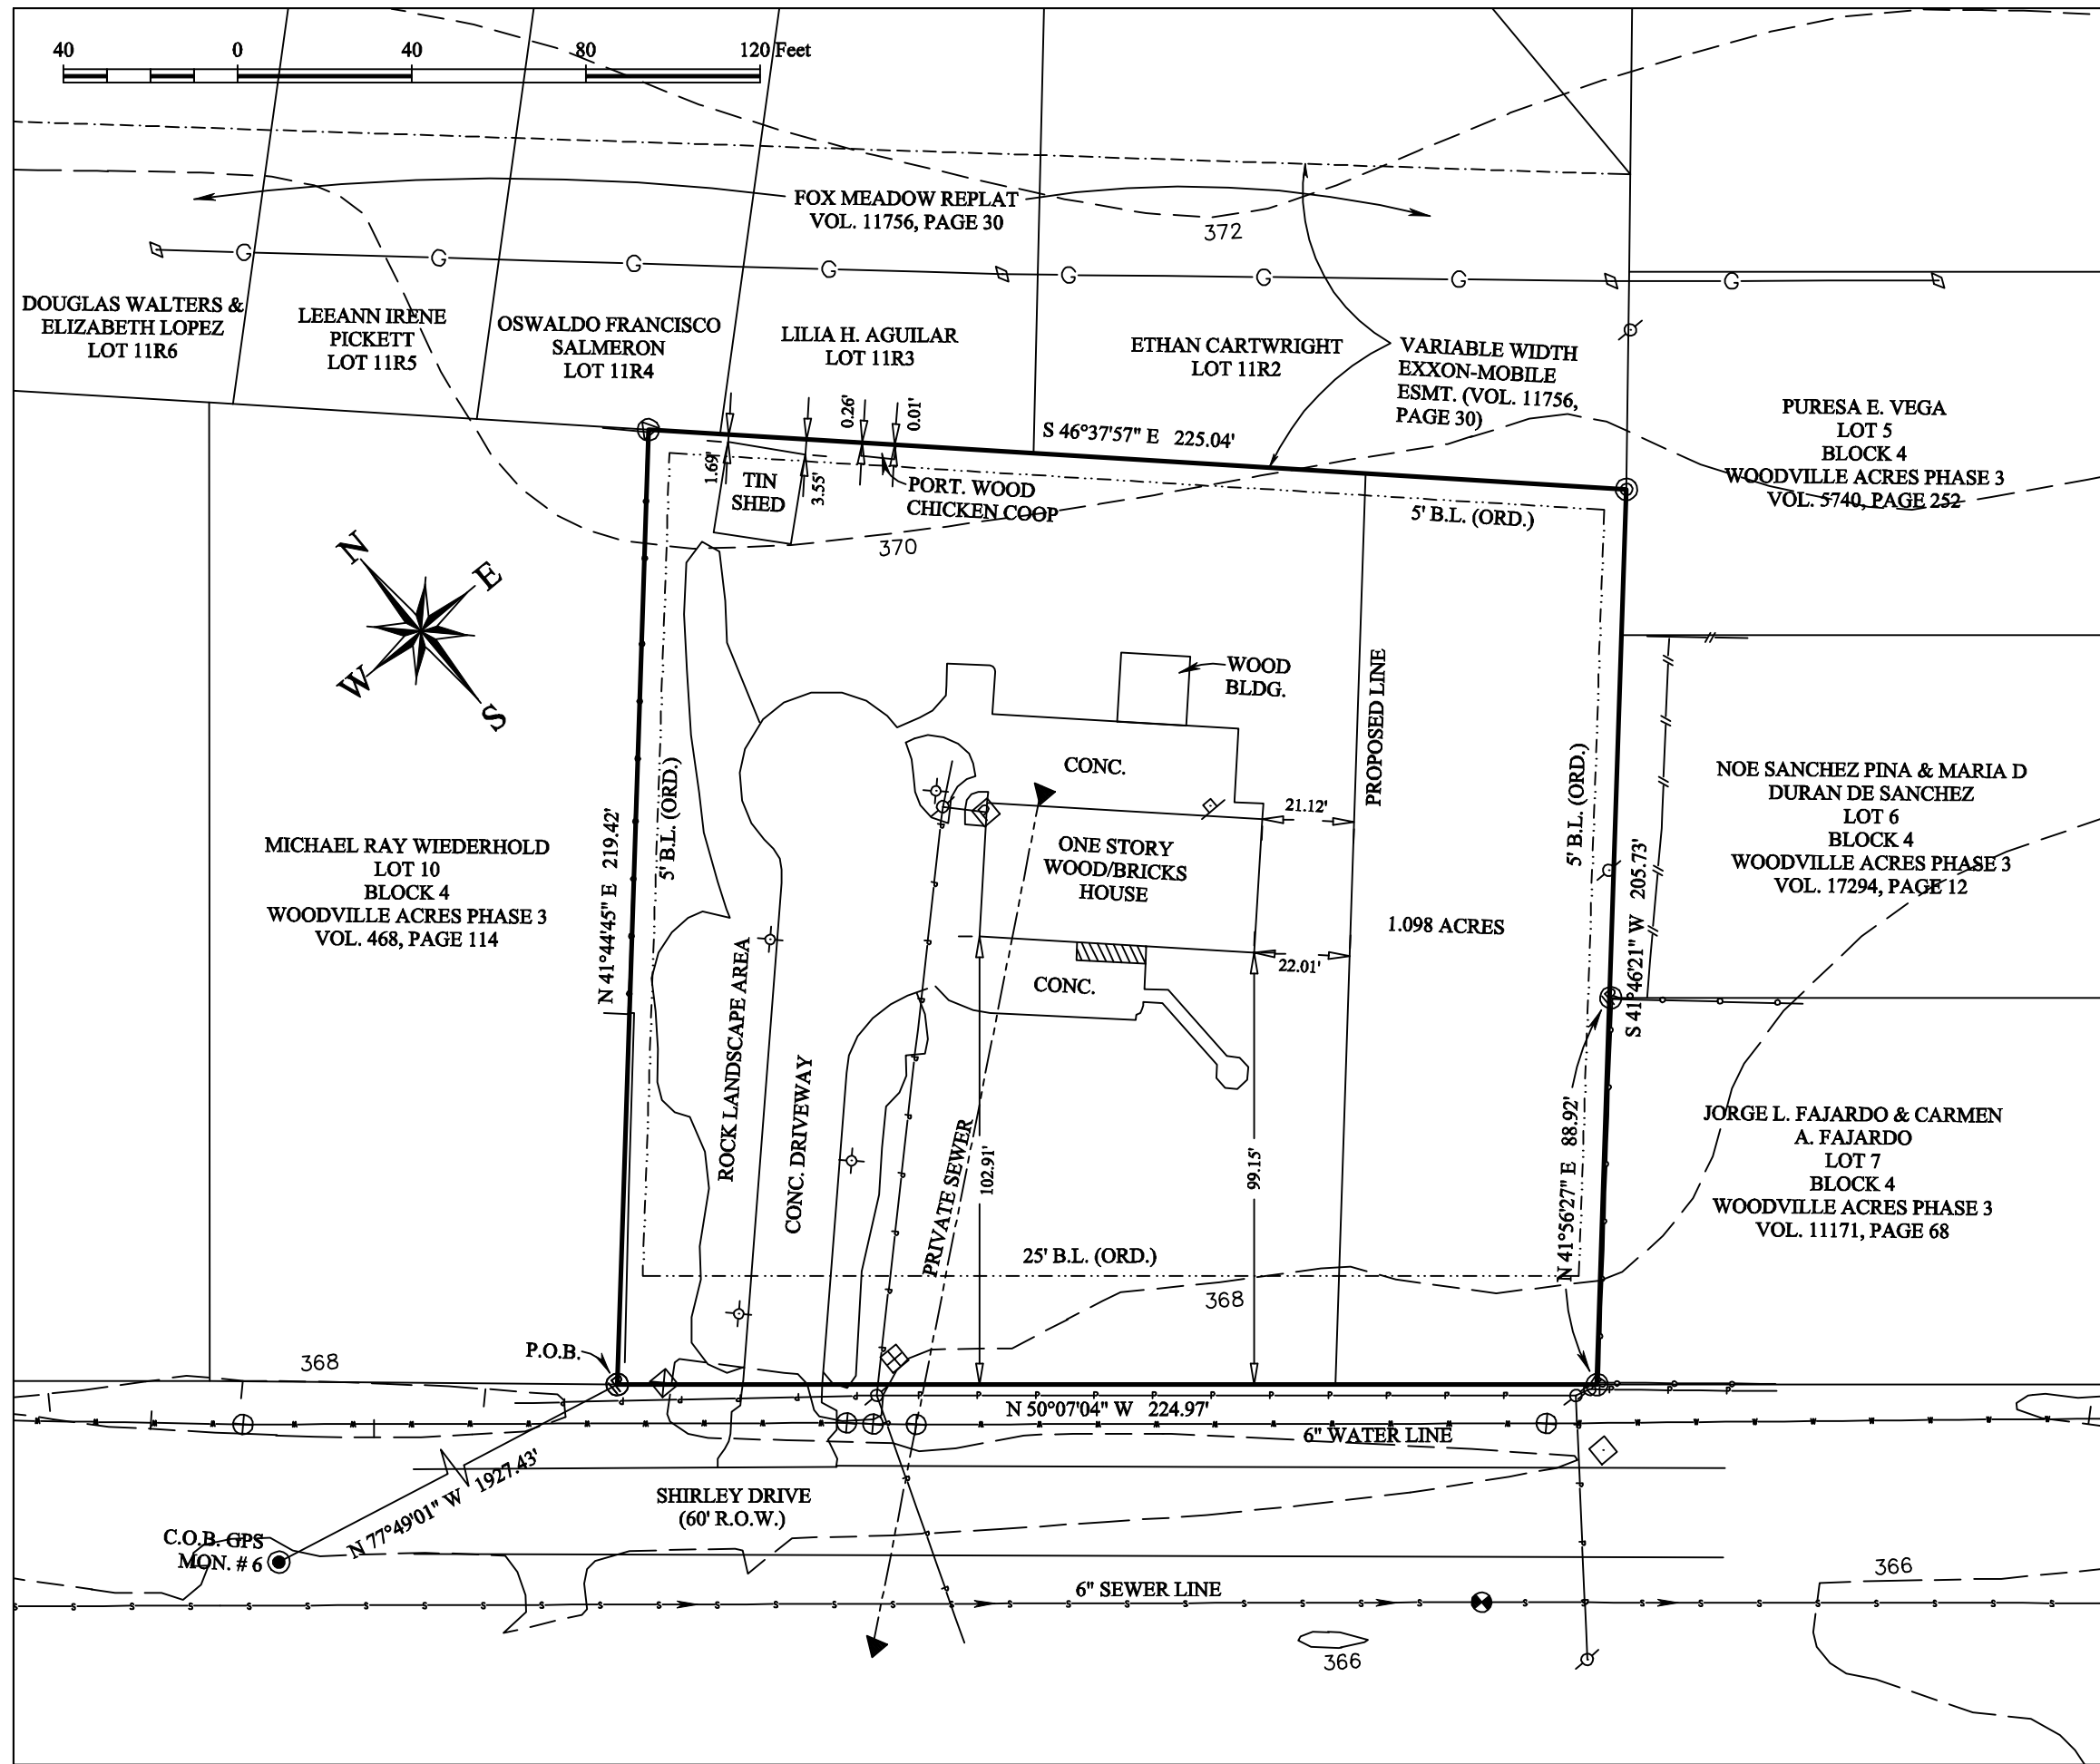 40 0 40 80 120 Feet
FOX MEADOW REPLAT
VOL. 11756, PAGE 30
372
G G G G G G G G
DOUGLAS WALTERS &
ELIZABETH LOPEZ
LOT 11R6
LEEANN IRENE
PICKETT
LOT 11R5
OSWALDO FRANCISCO
SALMERON
LOT 11R4
LILIA H. AGUILAR
LOT 11R3
ETHAN CARTWRIGHT
LOT 11R2
VARIABLE WIDTH
EXXON-MOBILE
ESMT. (VOL. 11756,
PAGE 30)
PURESA E. VEGA
LOT 5
BLOCK 4
WOODVILLE ACRES PHASE 3
VOL. 5740, PAGE 252
0.26'
0.01'
S 46°37'57" E 225.04'
1.69'
TIN
SHED
3.55'
PORT. WOOD
CHICKEN COOP
5' B.L. (ORD.)
370
N
E
W
S
WOOD
BLDG.
PROPOSED LINE
CONC.
21.12'
ONE STORY
WOOD/BRICKS
HOUSE
22.01'
CONC.
1.098 ACRES
5' B.L. (ORD.)
5' B.L. (ORD.)
N 41°44'45" E 219.42'
S 41°46'21" W 205.73'
NOE SANCHEZ PINA & MARIA D
DURAN DE SANCHEZ
LOT 6
BLOCK 4
WOODVILLE ACRES PHASE 3
VOL. 17294, PAGE 12
MICHAEL RAY WIEDERHOLD
LOT 10
BLOCK 4
WOODVILLE ACRES PHASE 3
VOL. 468, PAGE 114
ROCK LANDSCAPE AREA
CONC. DRIVEWAY
PRIVATE SEWER
102.91'
99.15'
N 41°56'27" E 88.92'
JORGE L. FAJARDO & CARMEN
A. FAJARDO
LOT 7
BLOCK 4
WOODVILLE ACRES PHASE 3
VOL. 11171, PAGE 68
25' B.L. (ORD.)
368
P.O.B.
368
N 50°07'04" W 224.97'
6" WATER LINE
N 77°49'01" W 1927.43'
SHIRLEY DRIVE
(60' R.O.W.)
C.O.B. GPS
MON. # 6
6" SEWER LINE
366
366